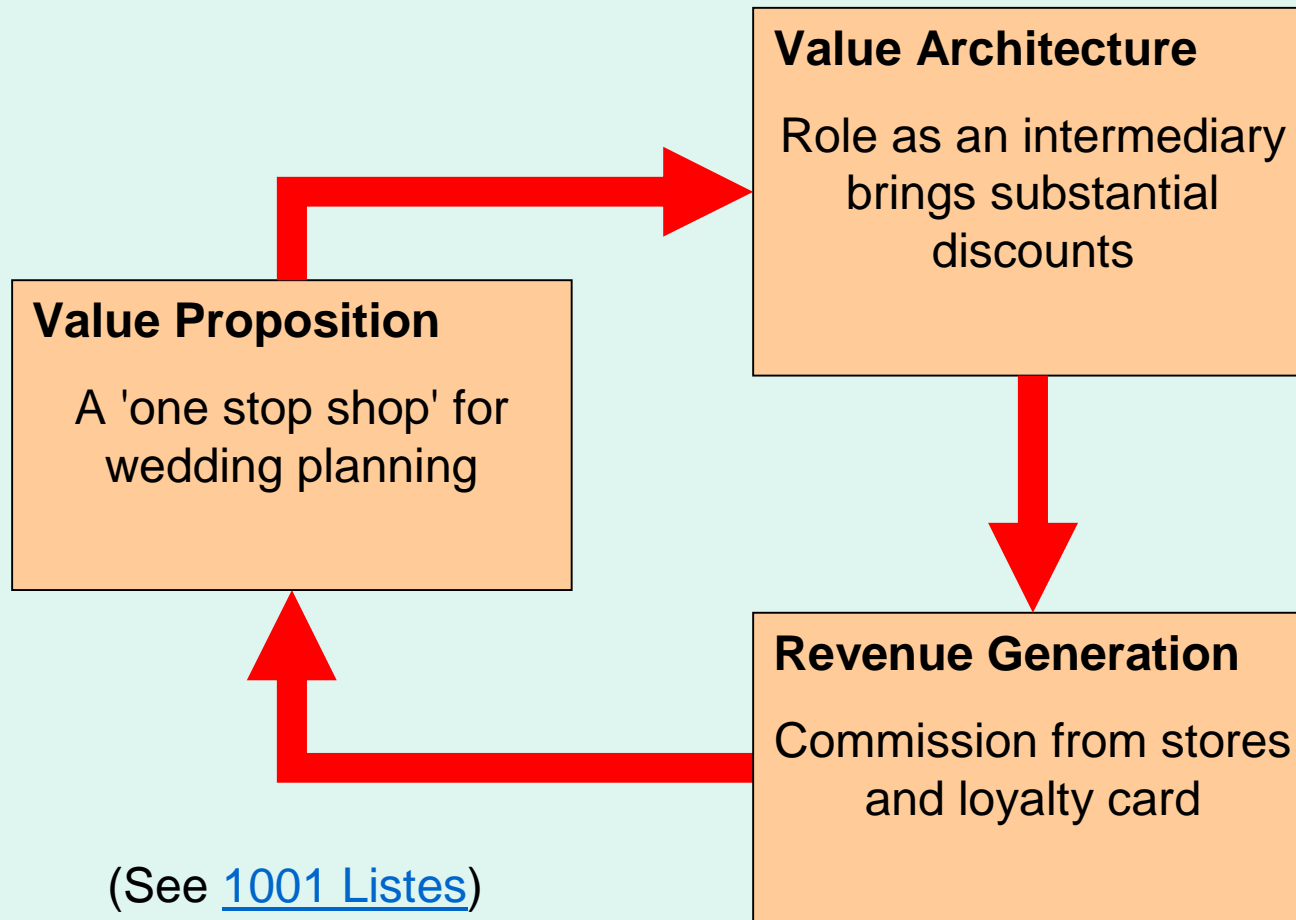 Value Architecture
Role as an intermediary
brings substantial
discounts
Value Proposition
A 'one stop shop' for
wedding planning
Revenue Generation
Commission from stores
and loyalty card
(See 1001 Listes)